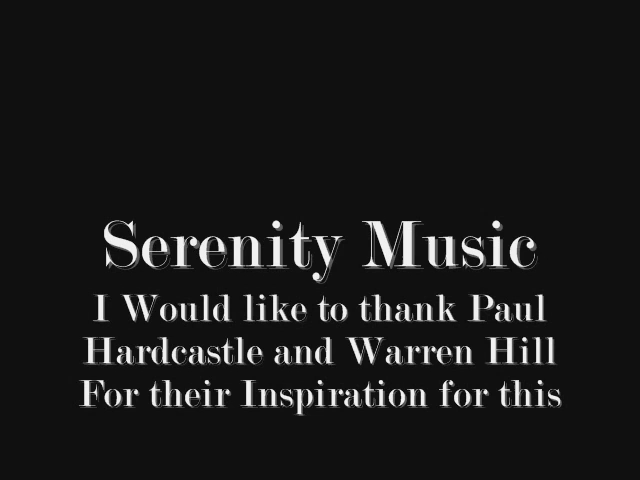 Serenity Music
I Would like to thank Paul
Hardcastle and Warren Hill
For their Inspiration for this